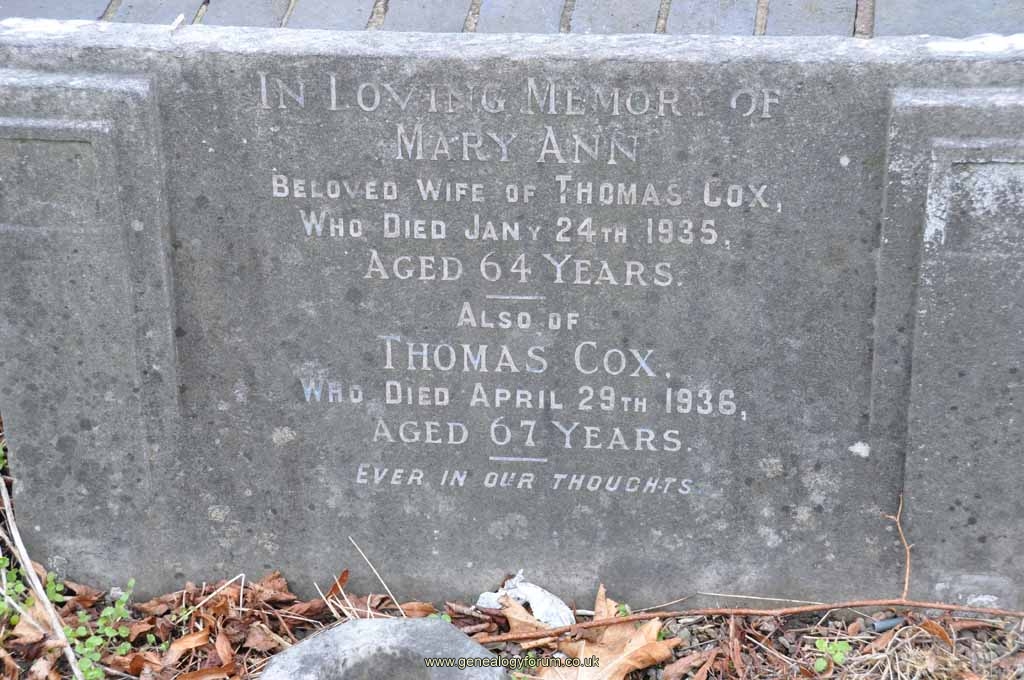 In Loving Memory of
Mary Ann
Beloved Wife of Thomas Cox,
Who Died Jany 24th 1935,
Aged 64 Years.
Also of
Thomas Cox,
Who Died April 29th 1936,
Aged 67 Years.
Ever in our thoughts.
www.genealogyforum.co.uk